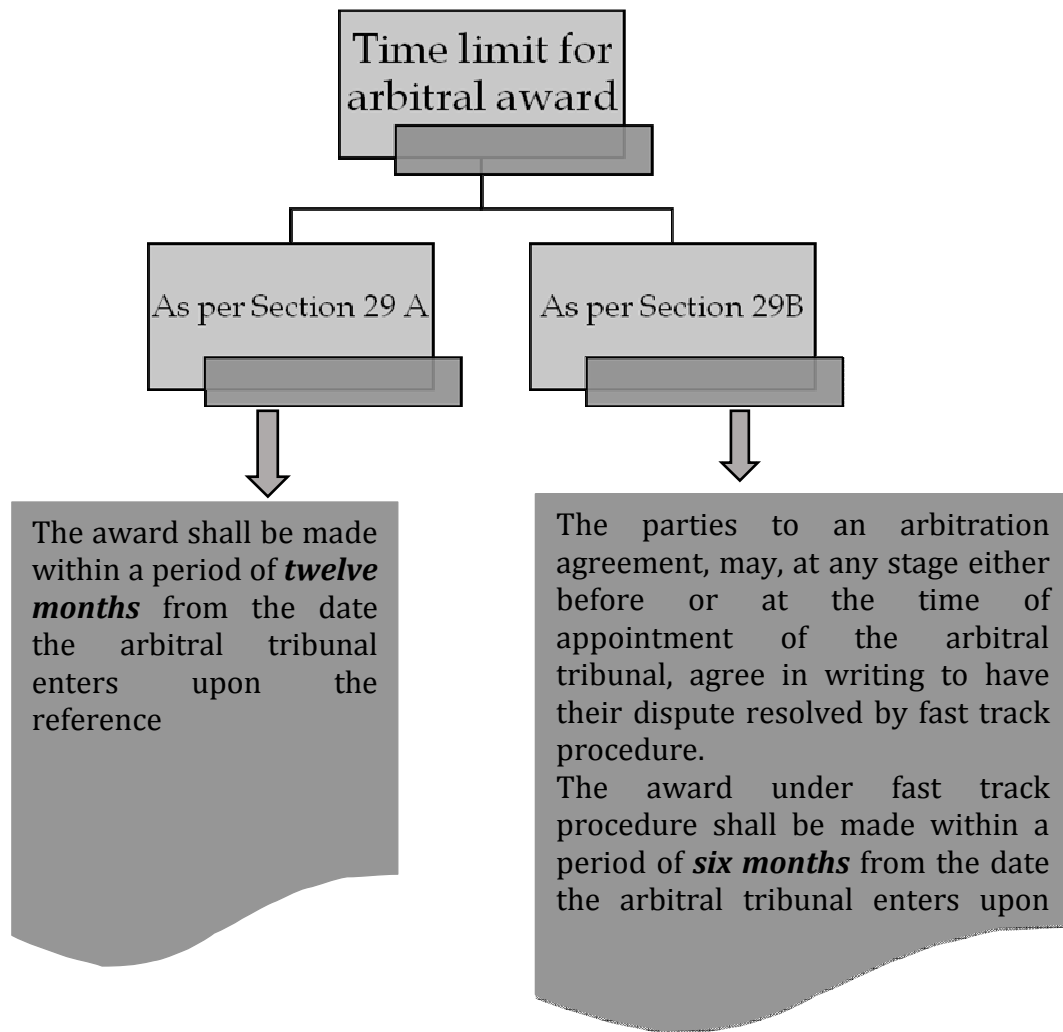 Time limit for
arbitral award
As per Section 29 A
As per Section 29B
The award shall be made
within a period of twelve
months from the date
the arbitral tribunal
enters upon the
reference
The parties to an arbitration
agreement, may, at any stage either
before or at the time of
appointment of the arbitral
tribunal, agree in writing to have
their dispute resolved by fast track
procedure.
The award under fast track
procedure shall be made within a
period of six months from the date
the arbitral tribunal enters upon